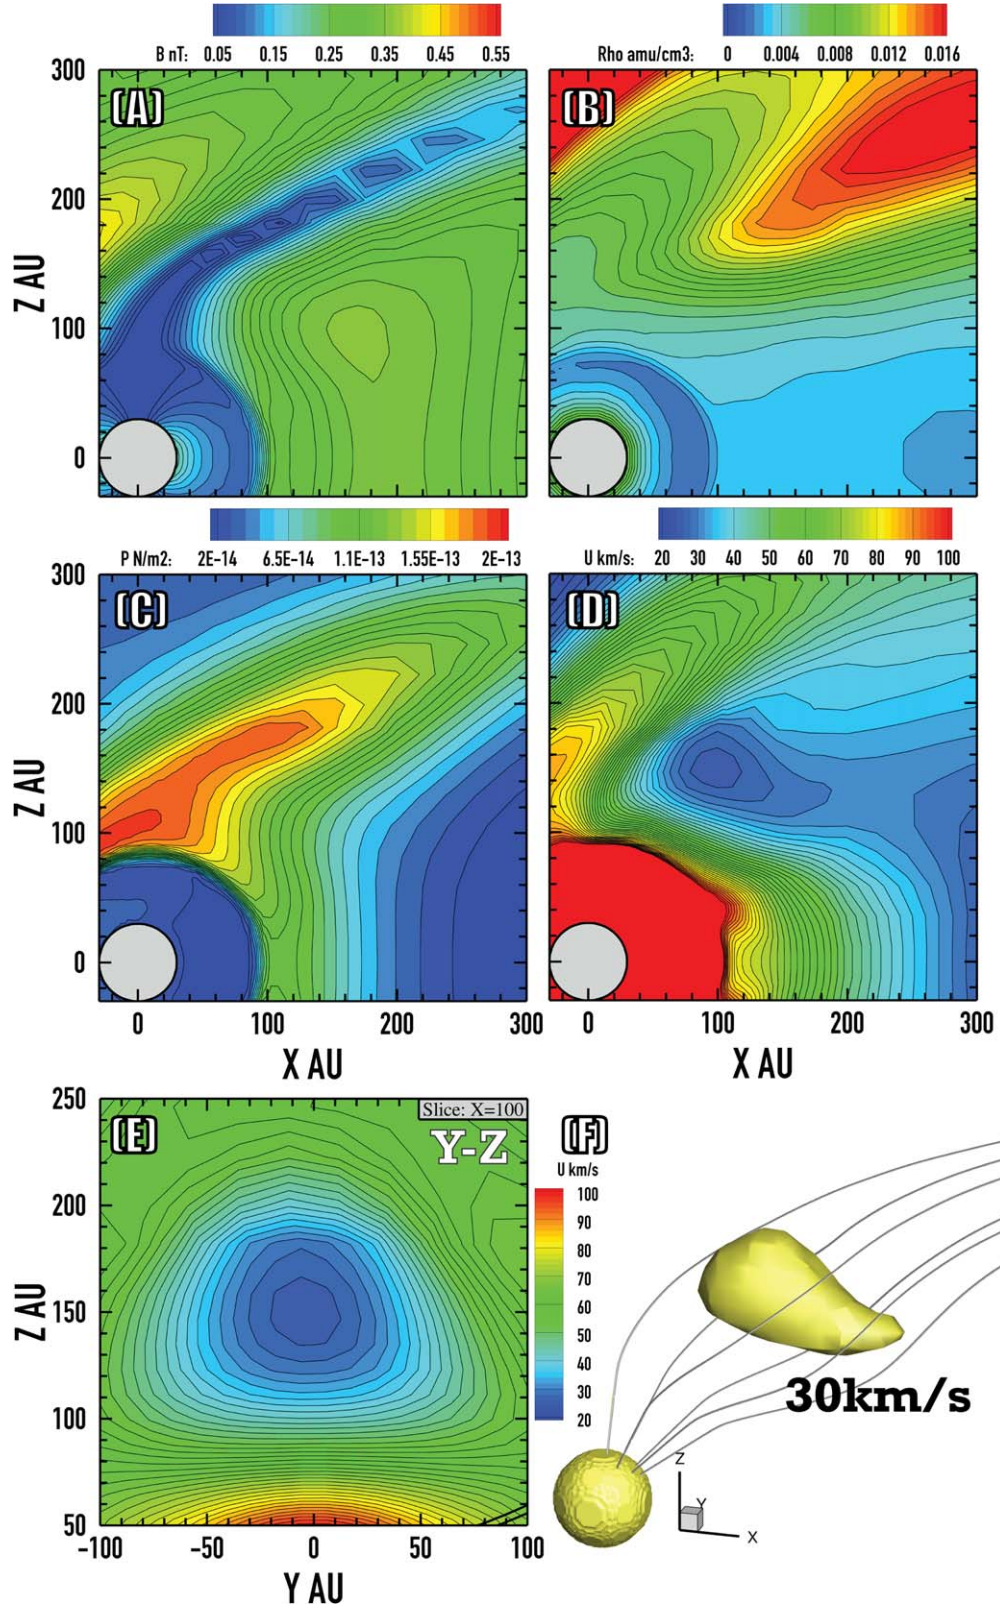 B nT: 0.05 0.15 0.25 0.35 0.45 0.55
Rho amu/cm3: 0 0.004 0.008 0.012 0.016
300
(A)
(B)
200
Z AU
100
0
P N/m2: 2E-14 6.5E-14 1.1E-13 1.55E-13 2E-13
U km/s: 20 30 40 50 60 70 80 90 100
300
(C)
(D)
200
Z AU
100
0
0 100 200 300
0 100 200 300
X AU
X AU
250
(E)
Slice: X=100
Y-Z
(F)
U km/s
200
Z AU
150
100
50
100
90
80
70
60
50
40
30
20
30km/s
Z
Y
X
-100 -50 0 50 100
Y AU